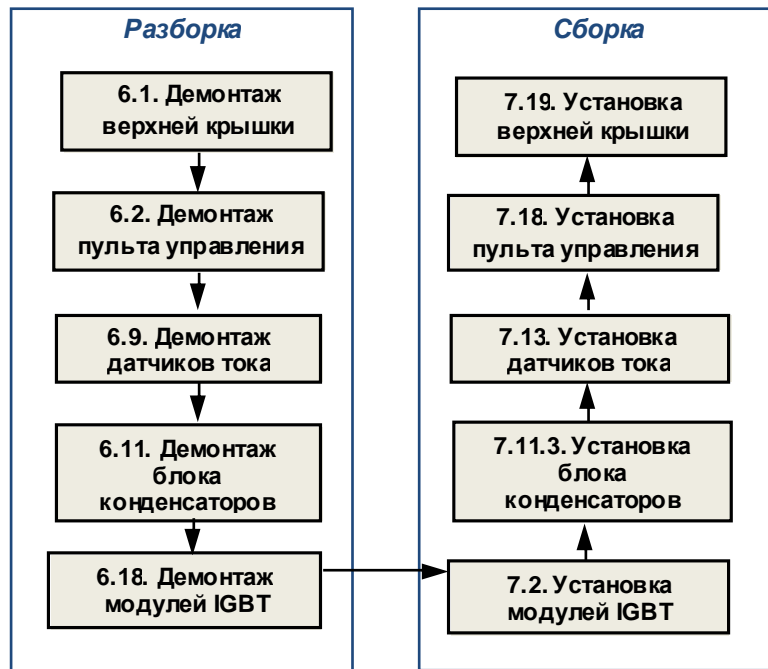 Разборка
6.1. Демонтаж
верхней крышки
6.2. Демонтаж
пульта управления
6.9. Демонтаж
датчиков тока
6.11. Демонтаж
блока
конденсаторов
6.18. Демонтаж
модулей IGBT
Сборка
7.19. Установка
верхней крышки
7.18. Установка
пульта управления
7.13. Установка
датчиков тока
7.11.3. Установка
блока
конденсаторов
7.2. Установка
модулей IGBT